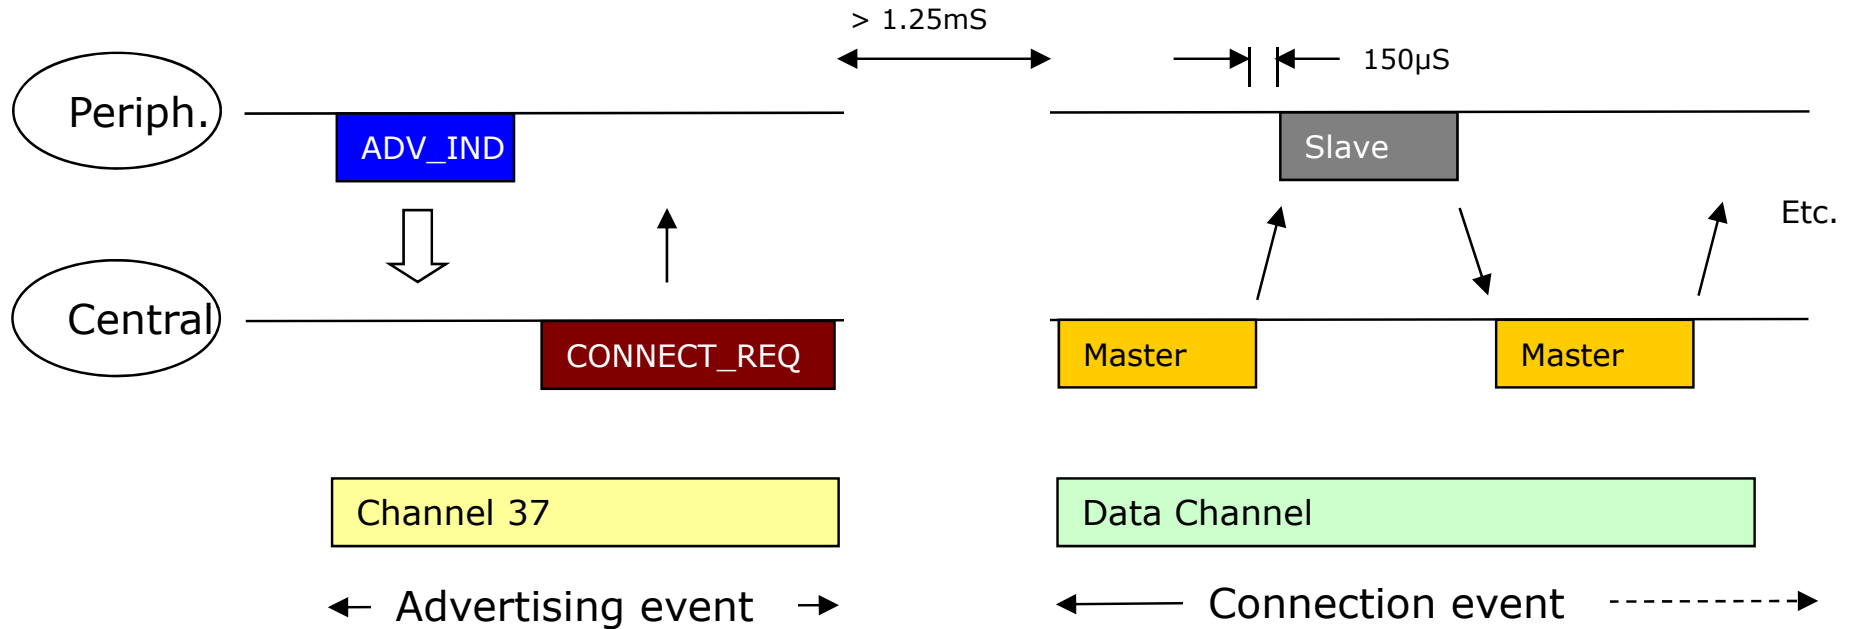 > 1.25mS
150µS
Periph.
ADV_IND
Slave
Etc.
Central
CONNECT_REQ
Master
Master
Channel 37
Data Channel
Advertising event
Connection event